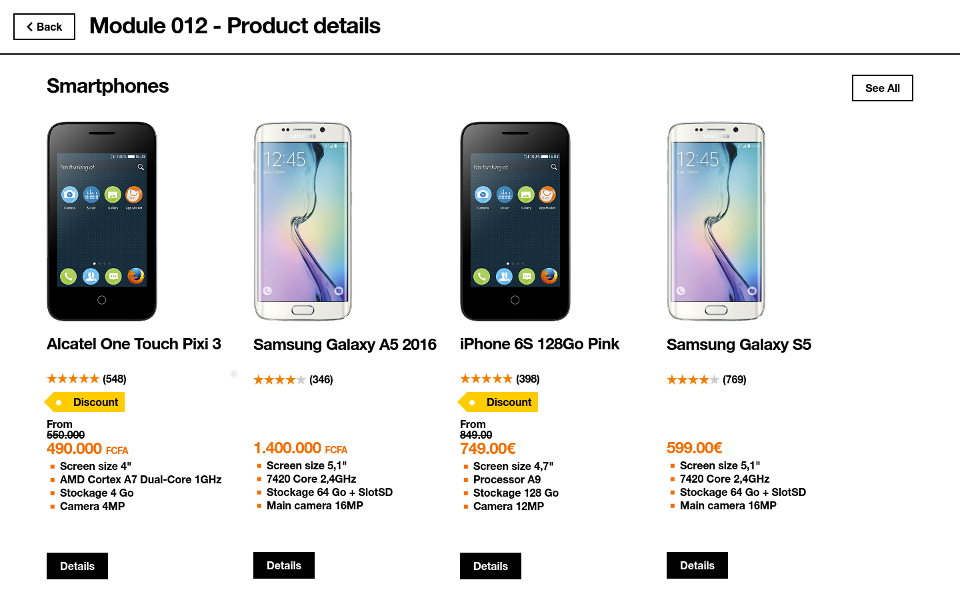 Back
Module 012 - Product details
Smartphones
See All
12:45
12:45
Alcatel One Touch Pixi 3
Samsung Galaxy A5 2016
iPhone 6S 128Go Pink
Samsung Galaxy S5
(548)
(346)
(398)
(769)
Discount
Discount
From
550.000
490.000 FCFA
1.400.000 FCFA
From
849.00
749.00€
599.00€
Screen size 4"
AMD Cortex A7 Dual-Core 1GHz
Stockage 4 Go
Camera 4MP
Screen size 5,1"
7420 Core 2,4GHz
Stockage 64 Go + SlotSD
Main camera 16MP
Screen size 4,7"
Processor A9
Stockage 128 Go
Camera 12MP
Screen size 5,1"
7420 Core 2,4GHz
Stockage 64 Go + SlotSD
Main camera 16MP
Details
Details
Details
Details